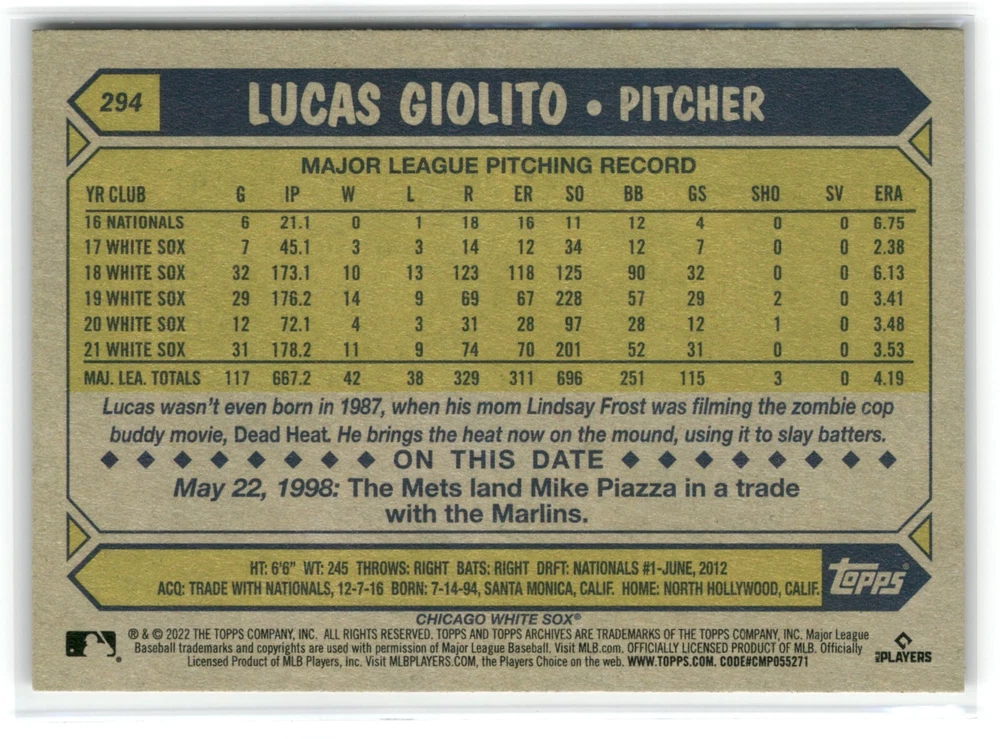 294
LUCAS GIOLITO • PITCHER
MAJOR LEAGUE PITCHING RECORD
YR CLUB G IP W L R ER SO BB GS SHO SV ERA
16 NATIONALS 6 21.1 0 1 18 16 11 12 4 0 0 6.75
17 WHITE SOX 7 45.1 3 3 14 12 34 12 7 0 0 2.38
18 WHITE SOX 32 173.1 10 13 123 118 125 90 32 0 0 6.13
19 WHITE SOX 29 176.2 14 9 69 67 228 57 29 2 0 3.41
20 WHITE SOX 12 72.1 4 3 31 28 97 28 12 1 0 3.48
21 WHITE SOX 31 178.2 11 9 74 70 201 52 31 0 0 3.53
MAJ. LEA. TOTALS 117 667.2 42 38 329 311 696 251 115 3 0 4.19
Lucas wasn't even born in 1987, when his mom Lindsay Frost was filming the zombie cop
buddy movie, Dead Heat. He brings the heat now on the mound, using it to slay batters.
◆ ◆ ◆ ◆ ◆ ◆ ◆ ◆ ON THIS DATE ◆ ◆ ◆ ◆ ◆ ◆ ◆ ◆
May 22, 1998: The Mets land Mike Piazza in a trade
with the Marlins.
HT: 6'6" WT: 245 THROWS: RIGHT BATS: RIGHT DRFT: NATIONALS #1-JUNE, 2012
ACQ: TRADE WITH NATIONALS, 12-7-16 BORN: 7-14-94, SANTA MONICA, CALIF. HOME: NORTH HOLLYWOOD, CALIF.
topps®
CHICAGO WHITE SOX®
® & © 2022 THE TOPPS COMPANY, INC. ALL RIGHTS RESERVED. TOPPS AND TOPPS ARCHIVES ARE TRADEMARKS OF THE TOPPS COMPANY, INC. Major League
Baseball trademarks and copyrights are used with permission of Major League Baseball. Visit MLB.com. OFFICIALLY LICENSED PRODUCT OF MLB. Officially
Licensed Product of MLB Players, Inc. Visit MLBPLAYERS.COM, the Players Choice on the web. WWW.TOPPS.COM. CODE#CMP055271
MLBPLAYERS